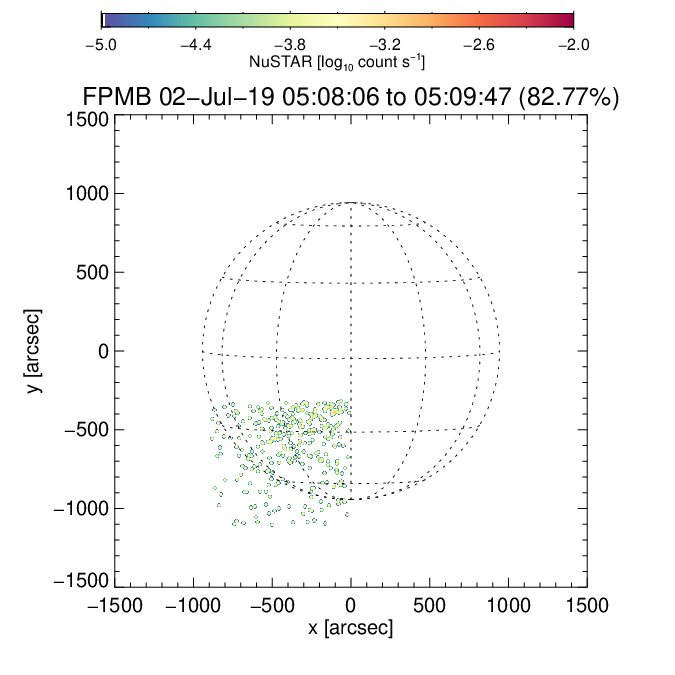 −5.0 −4.4 −3.8 −3.2 −2.6 −2.0
NuSTAR [log₁₀ count s⁻¹]
FPMB 02−Jul−19 05:08:06 to 05:09:47 (82.77%)
1500
1000
500
0
−500
−1000
−1500
y [arcsec]
−1500 −1000 −500 0 500 1000 1500
x [arcsec]